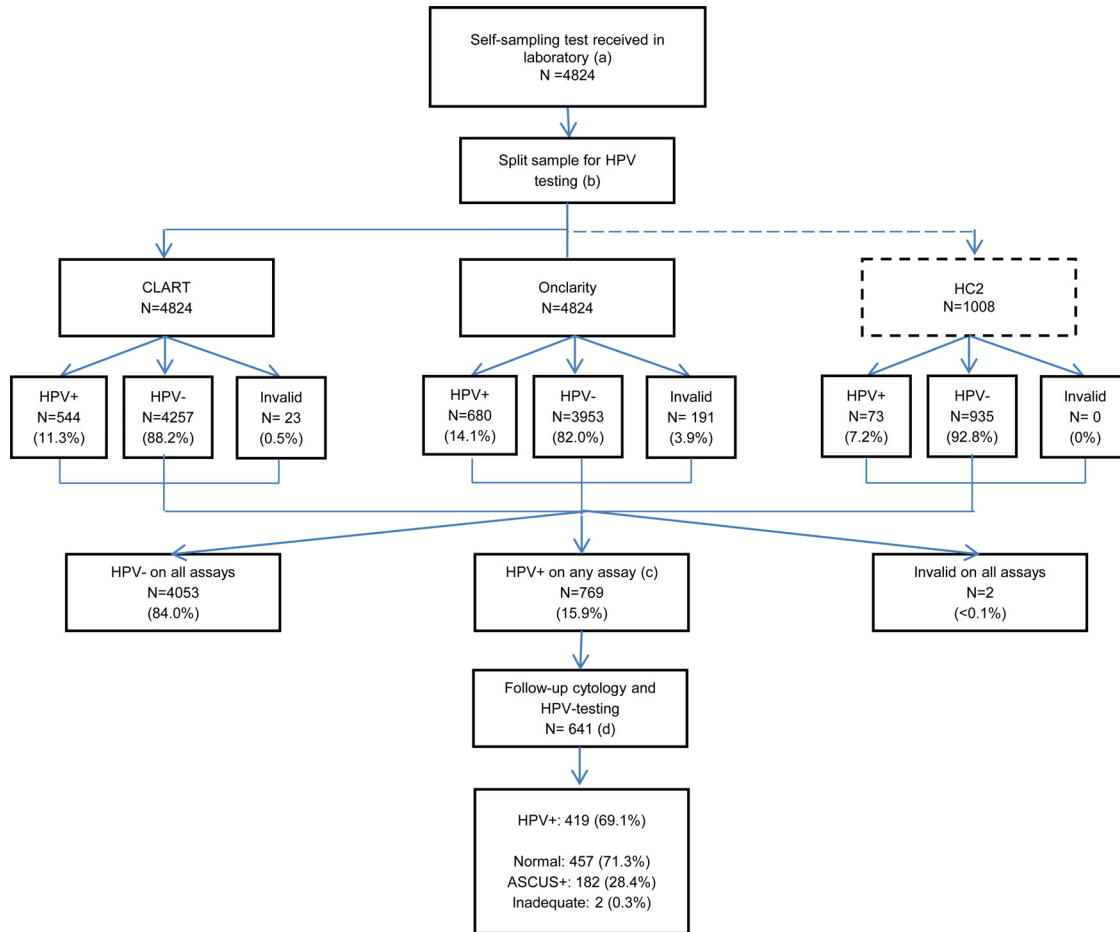 Self-sampling test received in
laboratory (a)
N =4824
Split sample for HPV
testing (b)
CLART
N=4824
Onclarity
N=4824
HC2
N=1008
HPV+
N=544
(11.3%)
HPV-
N=4257
(88.2%)
Invalid
N= 23
(0.5%)
HPV+
N=680
(14.1%)
HPV-
N=3953
(82.0%)
Invalid
N= 191
(3.9%)
HPV+
N=73
(7.2%)
HPV-
N=935
(92.8%)
Invalid
N= 0
(0%)
HPV- on all assays
N=4053
(84.0%)
HPV+ on any assay (c)
N=769
(15.9%)
Invalid on all assays
N=2
(<0.1%)
Follow-up cytology and
HPV-testing
N= 641 (d)
HPV+: 419 (69.1%)
Normal: 457 (71.3%)
ASCUS+: 182 (28.4%)
Inadequate: 2 (0.3%)